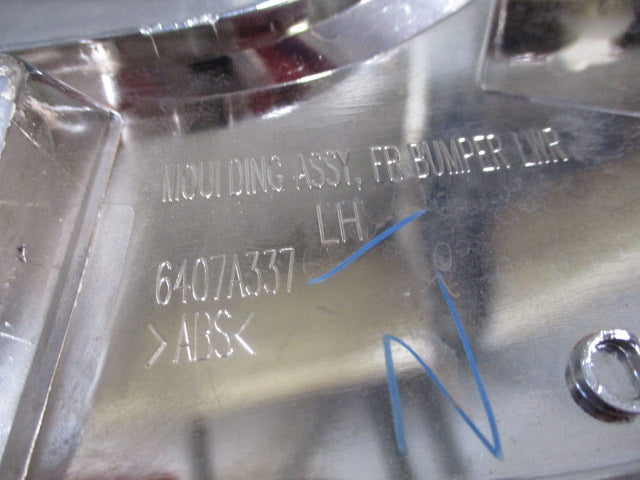 MOULDING ASSY, FR BUMPER LWR
LH
6407A337
>ABS<
N